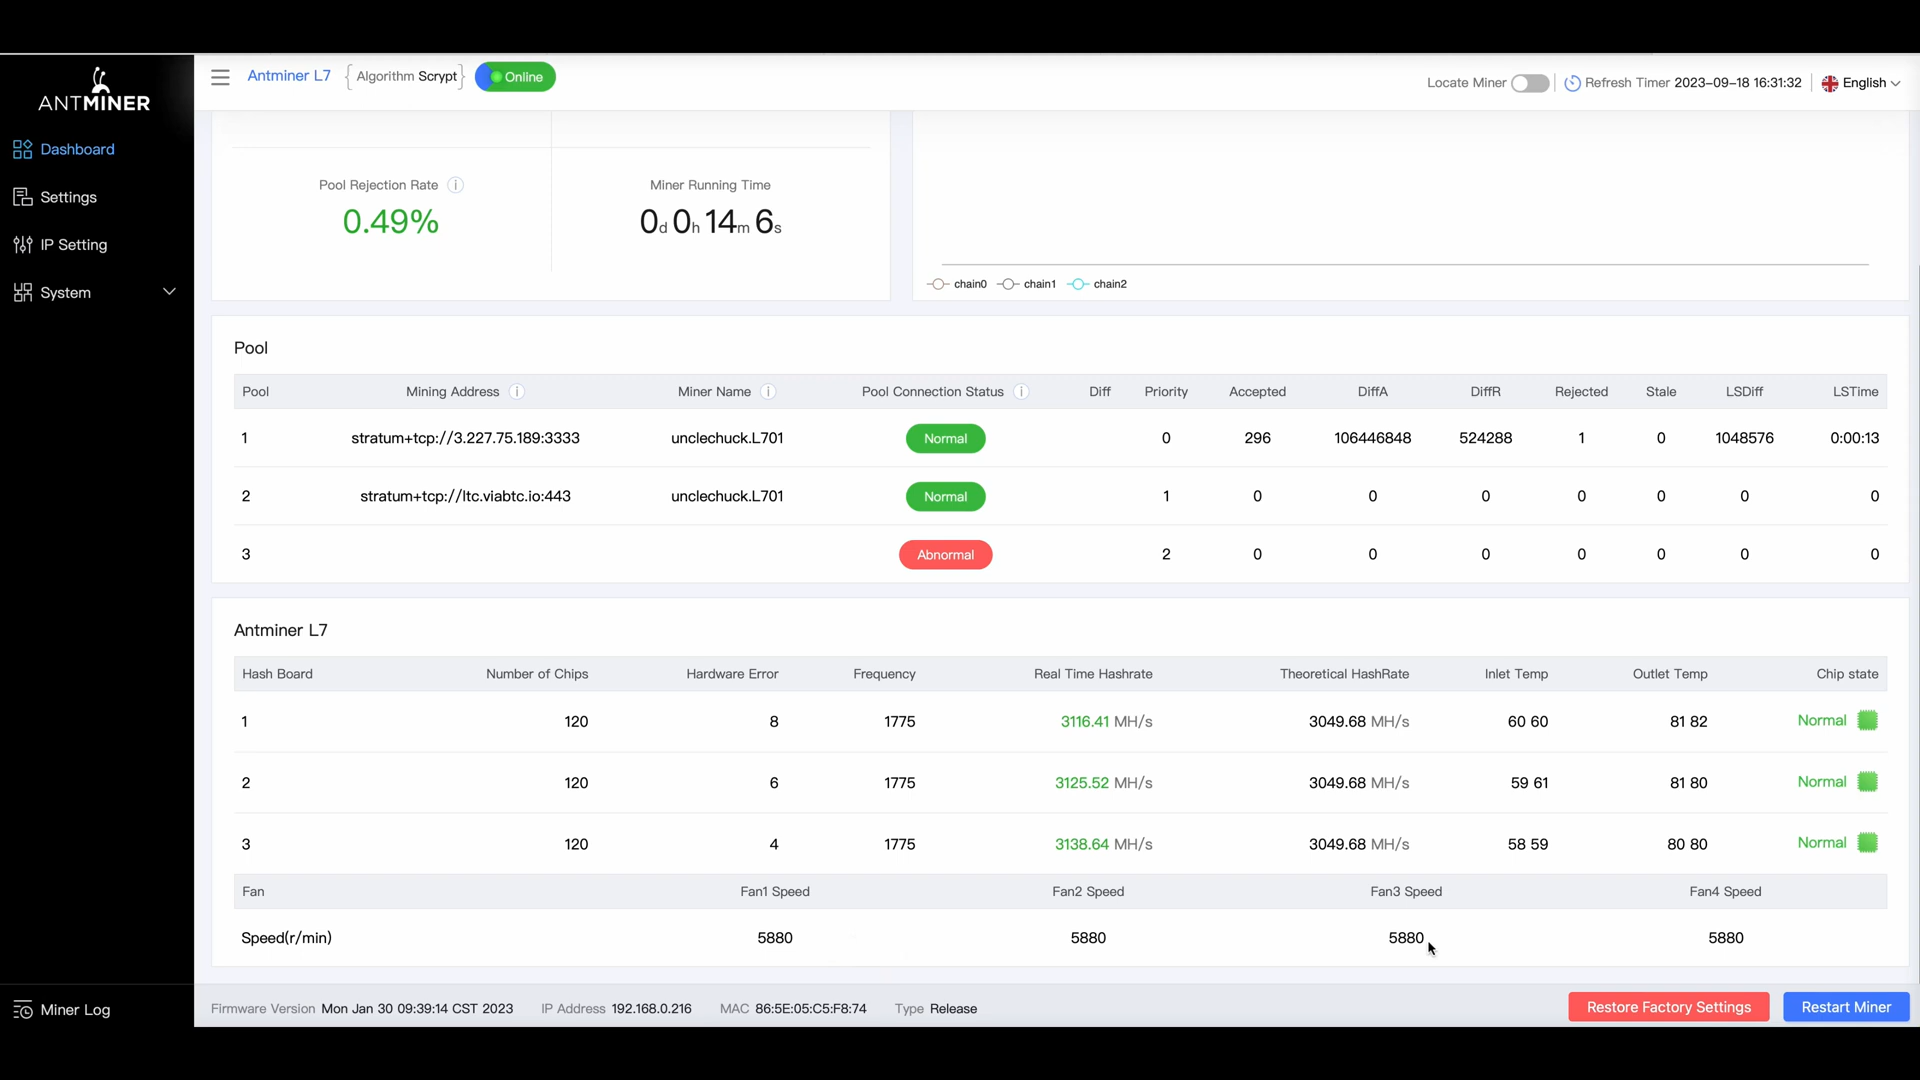 ANTMINER
Antminer L7
Algorithm Scrypt
Online
Locate Miner
Refresh Timer 2023-09-18 16:31:32
English
Dashboard
Settings
IP Setting
System
Miner Log
Pool Rejection Rate i
0.49%
Miner Running Time
0d 0h 14m 6s
chain0 chain1 chain2
Pool
Pool Mining Address i Miner Name i Pool Connection Status i Diff Priority Accepted DiffA DiffR Rejected Stale LSDiff LSTime
1 stratum+tcp://3.227.75.189:3333 unclechuck.L701 Normal 0 296 106446848 524288 1 0 1048576 0:00:13
2 stratum+tcp://ltc.viabtc.io:443 unclechuck.L701 Normal 1 0 0 0 0 0 0 0
3 Abnormal 2 0 0 0 0 0 0 0
Antminer L7
Hash Board Number of Chips Hardware Error Frequency Real Time Hashrate Theoretical HashRate Inlet Temp Outlet Temp Chip state
1 120 8 1775 3116.41 MH/s 3049.68 MH/s 60 60 81 82 Normal
2 120 6 1775 3125.52 MH/s 3049.68 MH/s 59 61 81 80 Normal
3 120 4 1775 3138.64 MH/s 3049.68 MH/s 58 59 80 80 Normal
Fan Fan1 Speed Fan2 Speed Fan3 Speed Fan4 Speed
Speed(r/min) 5880 5880 5880 5880
Firmware Version Mon Jan 30 09:39:14 CST 2023 IP Address 192.168.0.216 MAC 86:5E:05:C5:F8:74 Type Release
Restore Factory Settings
Restart Miner